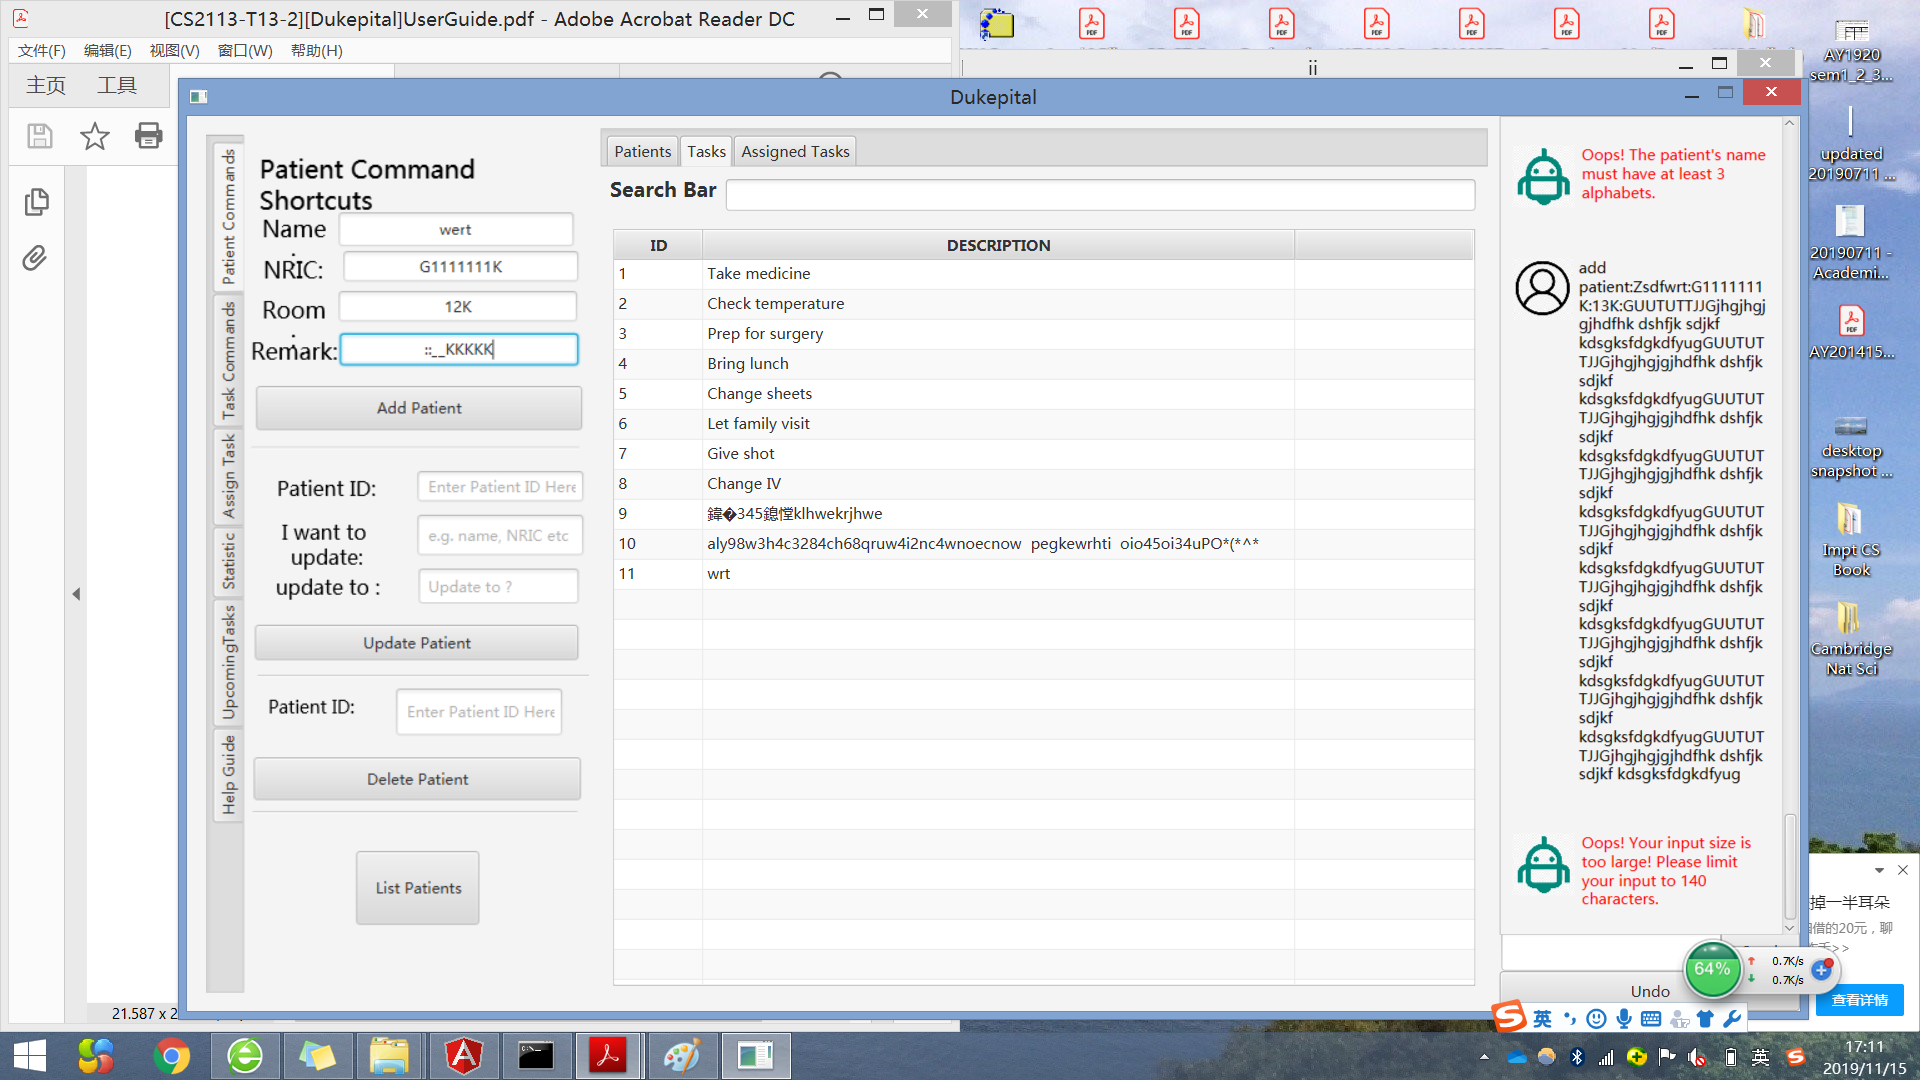 [CS2113-T13-2][Dukepital]UserGuide.pdf - Adobe Acrobat Reader DC
文件(F) 编辑(E) 视图(V) 窗口(W) 帮助(H)
主页 工具
ii
Dukepital
Patient Commands
Task Commands
Assign Task
Statistic
UpcomingTasks
Help Guide
Patient Command
Shortcuts
Name
:
wert
NRIC:
G1111111K
Room
:
12K
Remark:
::__KKKKK
Add Patient
Patient ID:
Enter Patient ID Here
I want to
update:
e.g. name, NRIC etc
update to :
Update to ?
Update Patient
Patient ID:
Enter Patient ID Here
Delete Patient
List Patients
Patients Tasks Assigned Tasks
Search Bar
ID DESCRIPTION
1 Take medicine
2 Check temperature
3 Prep for surgery
4 Bring lunch
5 Change sheets
6 Let family visit
7 Give shot
8 Change IV
9 鍏�345鎴愰klhwekrjhwe
10 aly98w3h4c3284ch68qruw4i2nc4wnoecnow pegkewrhti oio45oi34uPO*(*^*
11 wrt
Oops! The patient's name
must have at least 3
alphabets.
add
patient:Zsdfwrt:G1111111
K:13K:GUUTUTTJJGjhgjhgj
gjhdfhk dshfjk sdjkf
kdsgksfdgkdfyugGUUTUT
TJJGjhgjhgjgjhdfhk dshfjk
sdjkf
kdsgksfdgkdfyugGUUTUT
TJJGjhgjhgjgjhdfhk dshfjk
sdjkf
kdsgksfdgkdfyugGUUTUT
TJJGjhgjhgjgjhdfhk dshfjk
sdjkf
kdsgksfdgkdfyugGUUTUT
TJJGjhgjhgjgjhdfhk dshfjk
sdjkf
kdsgksfdgkdfyugGUUTUT
TJJGjhgjhgjgjhdfhk dshfjk
sdjkf
kdsgksfdgkdfyugGUUTUT
TJJGjhgjhgjgjhdfhk dshfjk
sdjkf
kdsgksfdgkdfyugGUUTUT
TJJGjhgjhgjgjhdfhk dshfjk
sdjkf
kdsgksfdgkdfyugGUUTUT
TJJGjhgjhgjgjhdfhk dshfjk
sdjkf kdsgksfdgkdfyug
Oops! Your input size is
too large! Please limit
your input to 140
characters.
Undo
AY1920
sem1_2_3...
updated
20190711 ...
20190711 -
Academi...
AY201415...
desktop
snapshot ...
Impt CS
Book
Cambridge
Nat Sci
掉一半耳朵
借的20元，聊
>>
查看详情
64%
0.7K/s
0.7K/s
21.587 x 2
英
英
17:11
2019/11/15